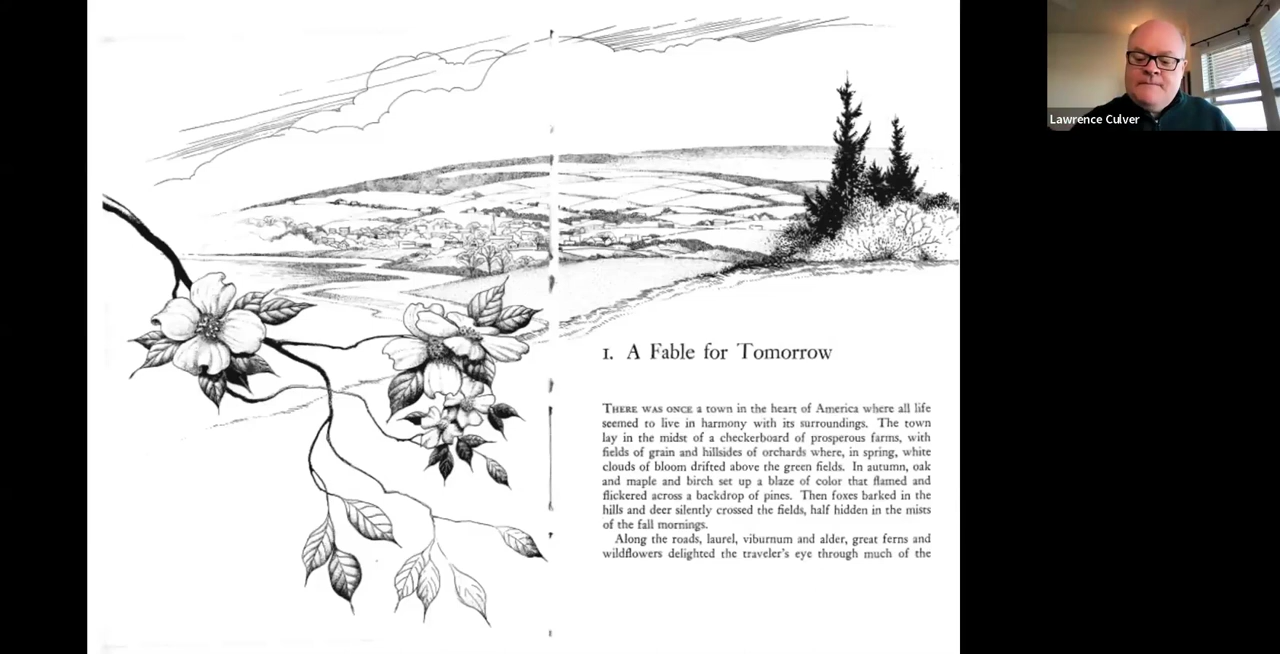 Lawrence Culver
1. A Fable for Tomorrow
THERE WAS ONCE a town in the heart of America where all life
seemed to live in harmony with its surroundings. The town
lay in the midst of a checkerboard of prosperous farms, with
fields of grain and hillsides of orchards where, in spring, white
clouds of bloom drifted above the green fields. In autumn, oak
and maple and birch set up a blaze of color that flamed and
flickered across a backdrop of pines. Then foxes barked in the
hills and deer silently crossed the fields, half hidden in the mists
of the fall mornings.
Along the roads, laurel, viburnum and alder, great ferns and
wildflowers delighted the traveler's eye through much of the